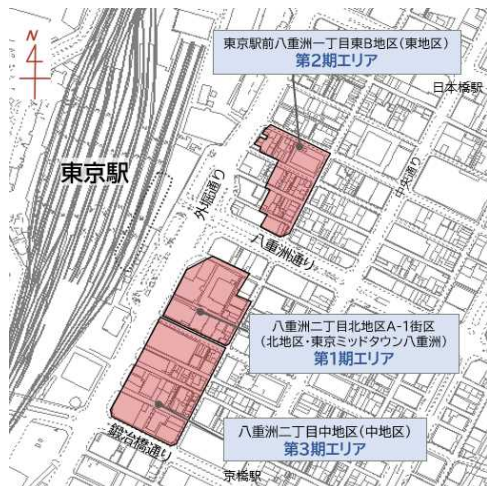 N
東京駅前八重洲一丁目東B地区(東地区)
第2期エリア
日本橋駅
東京駅
外堀通り
中央通り
八重洲通り
八重洲二丁目北地区A-1街区
(北地区・東京ミッドタウン八重洲)
第1期エリア
八重洲二丁目中地区(中地区)
第3期エリア
鍛冶橋通り
京橋駅